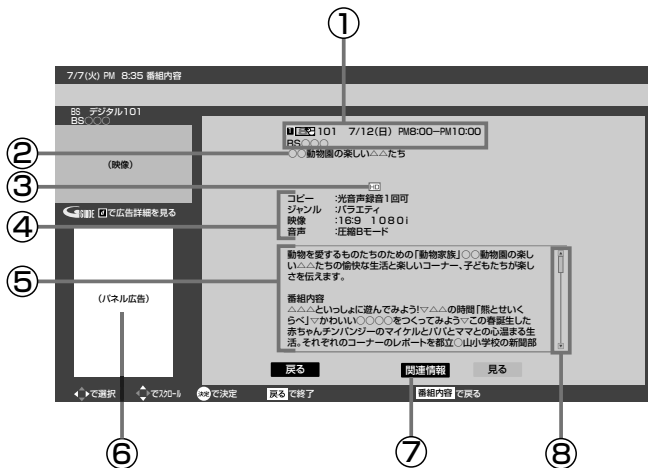 ①
7/7(火) PM 8:35 番組内容
BS デジタル101
BS○○○
101 7/12(日) PM8:00−PM10:00
BS○○○
②
○○動物園の楽しい△△たち
(映像)
③
HD
G GUIDE dで広告詳細を見る
④
コピー :光音声録音1回可
ジャンル :バラエティ
映像 :16:9 1080i
音声 :圧縮Bモード
⑤
動物を愛するものたちのための「動物家族」○○動物園の楽し
い△△たちの愉快な生活と楽しいコーナー、子どもたちが楽し
さを伝えます。
番組内容
△△△といっしょに遊んでみよう!▽△△の時間「熊とせいく
らべ」▽かわいい○○○○をつくってみよう▽この春誕生した
赤ちゃんチンパンジーのマイケルとパパとママとの心温まる生
活。それぞれのコーナーのレポートを都立○山小学校の新聞部
(パネル広告)
戻る 関連情報 見る
で選択 でスクロール 決定で決定 戻るで終了 番組内容で戻る
⑥ ⑦ ⑧